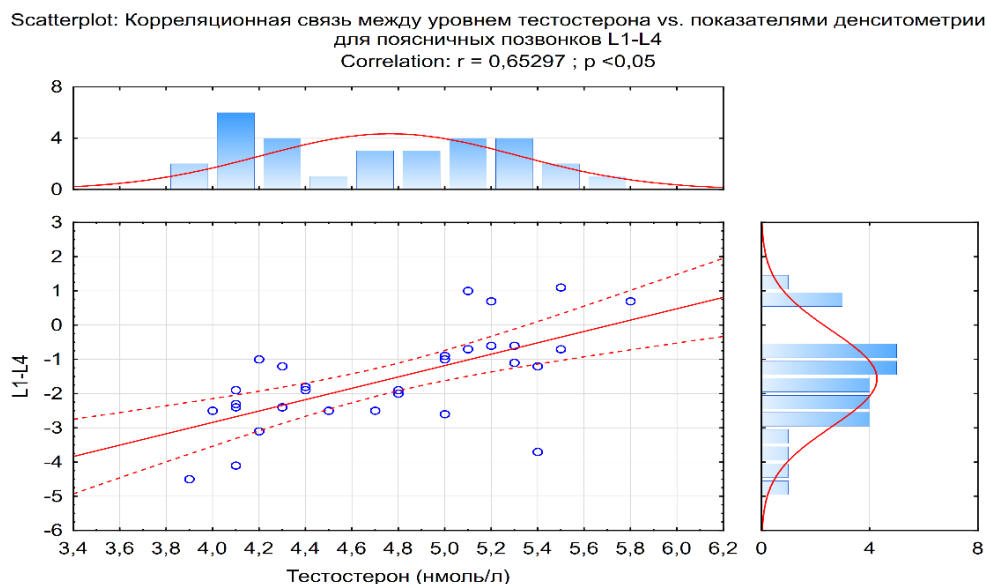 Scatterplot: Корреляционная связь между уровнем тестостерона vs. показателями денситометрии
для поясничных позвонков L1-L4
Correlation: r = 0,65297 ; p <0,05
8
4
0
3
2
1
0
-1
-2
-3
-4
-5
-6
L1-L4
3,4 3,6 3,8 4,0 4,2 4,4 4,6 4,8 5,0 5,2 5,4 5,6 5,8 6,0 6,2
0 4 8
Тестостерон (нмоль/л)